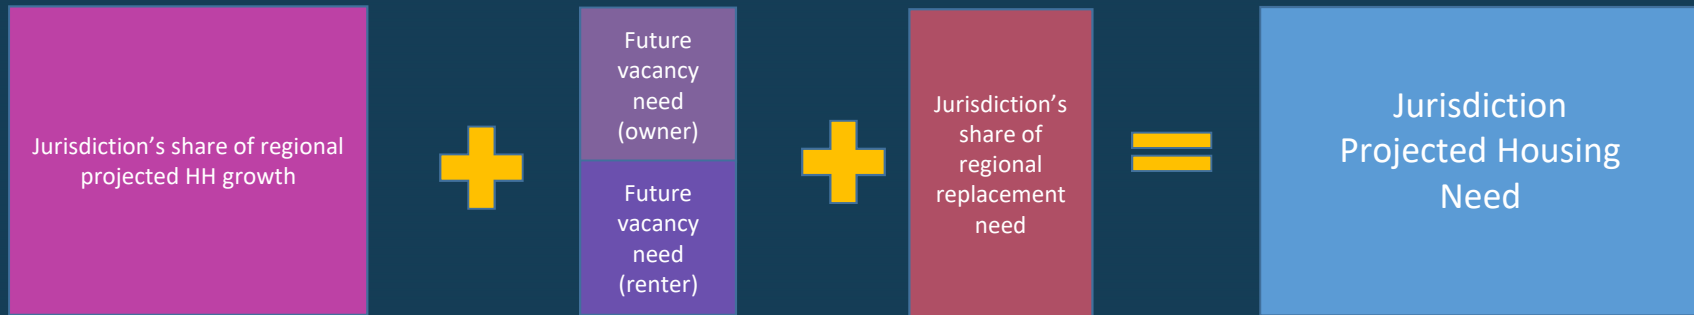 Jurisdiction’s share of regional
projected HH growth
Future
vacancy
need
(owner)
Future
vacancy
need
(renter)
Jurisdiction’s
share of
regional
replacement
need
Jurisdiction
Projected Housing
Need